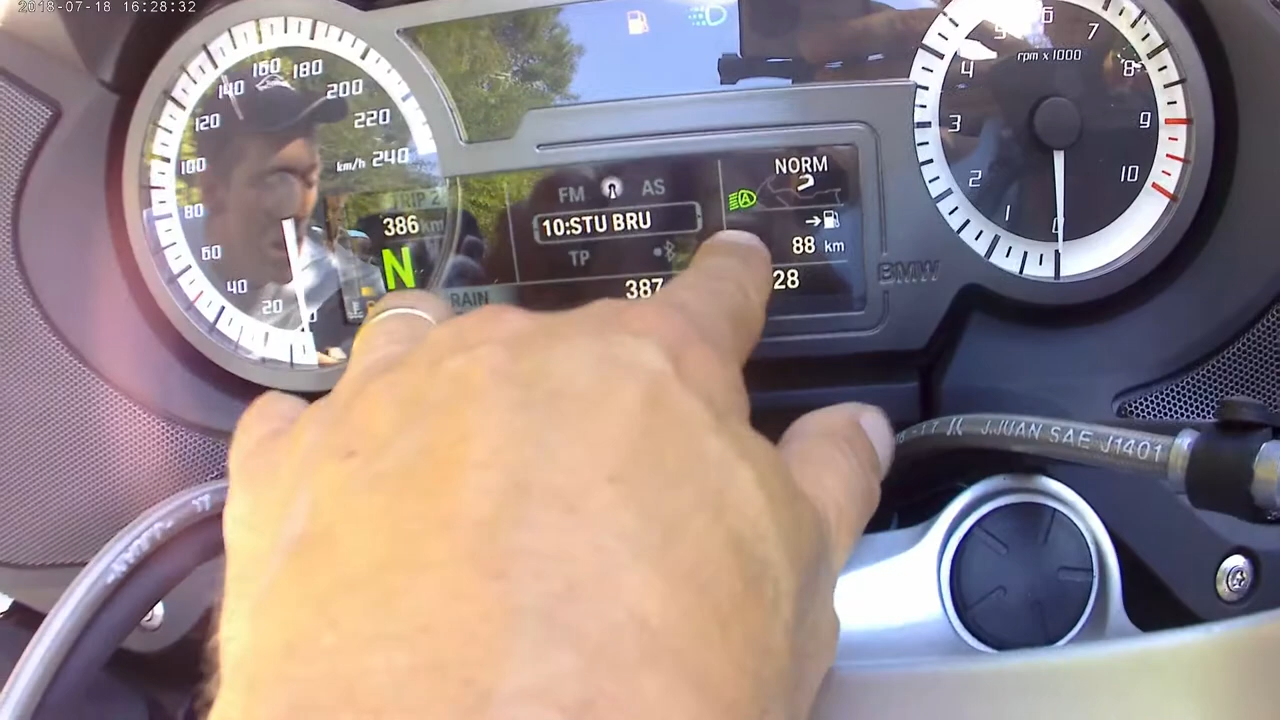 2018-07-18 16:28:32
20
40
60
80
100
120
140
160
180
200
220
240
km/h
TRIP 2
386 km
N
RAIN
FM AS
10:STU BRU
TP
387
NORM
88 km
28
BMW
rpm x1000
0
1
2
3
4
5
6
7
8
9
10
J.JUAN SAE J1401